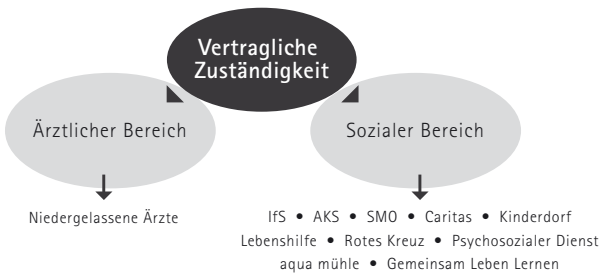 Vertragliche
Zuständigkeit
Ärztlicher Bereich
Sozialer Bereich
Niedergelassene Ärzte
IfS • AKS • SMO • Caritas • Kinderdorf
Lebenshilfe • Rotes Kreuz • Psychosozialer Dienst
aqua mühle • Gemeinsam Leben Lernen